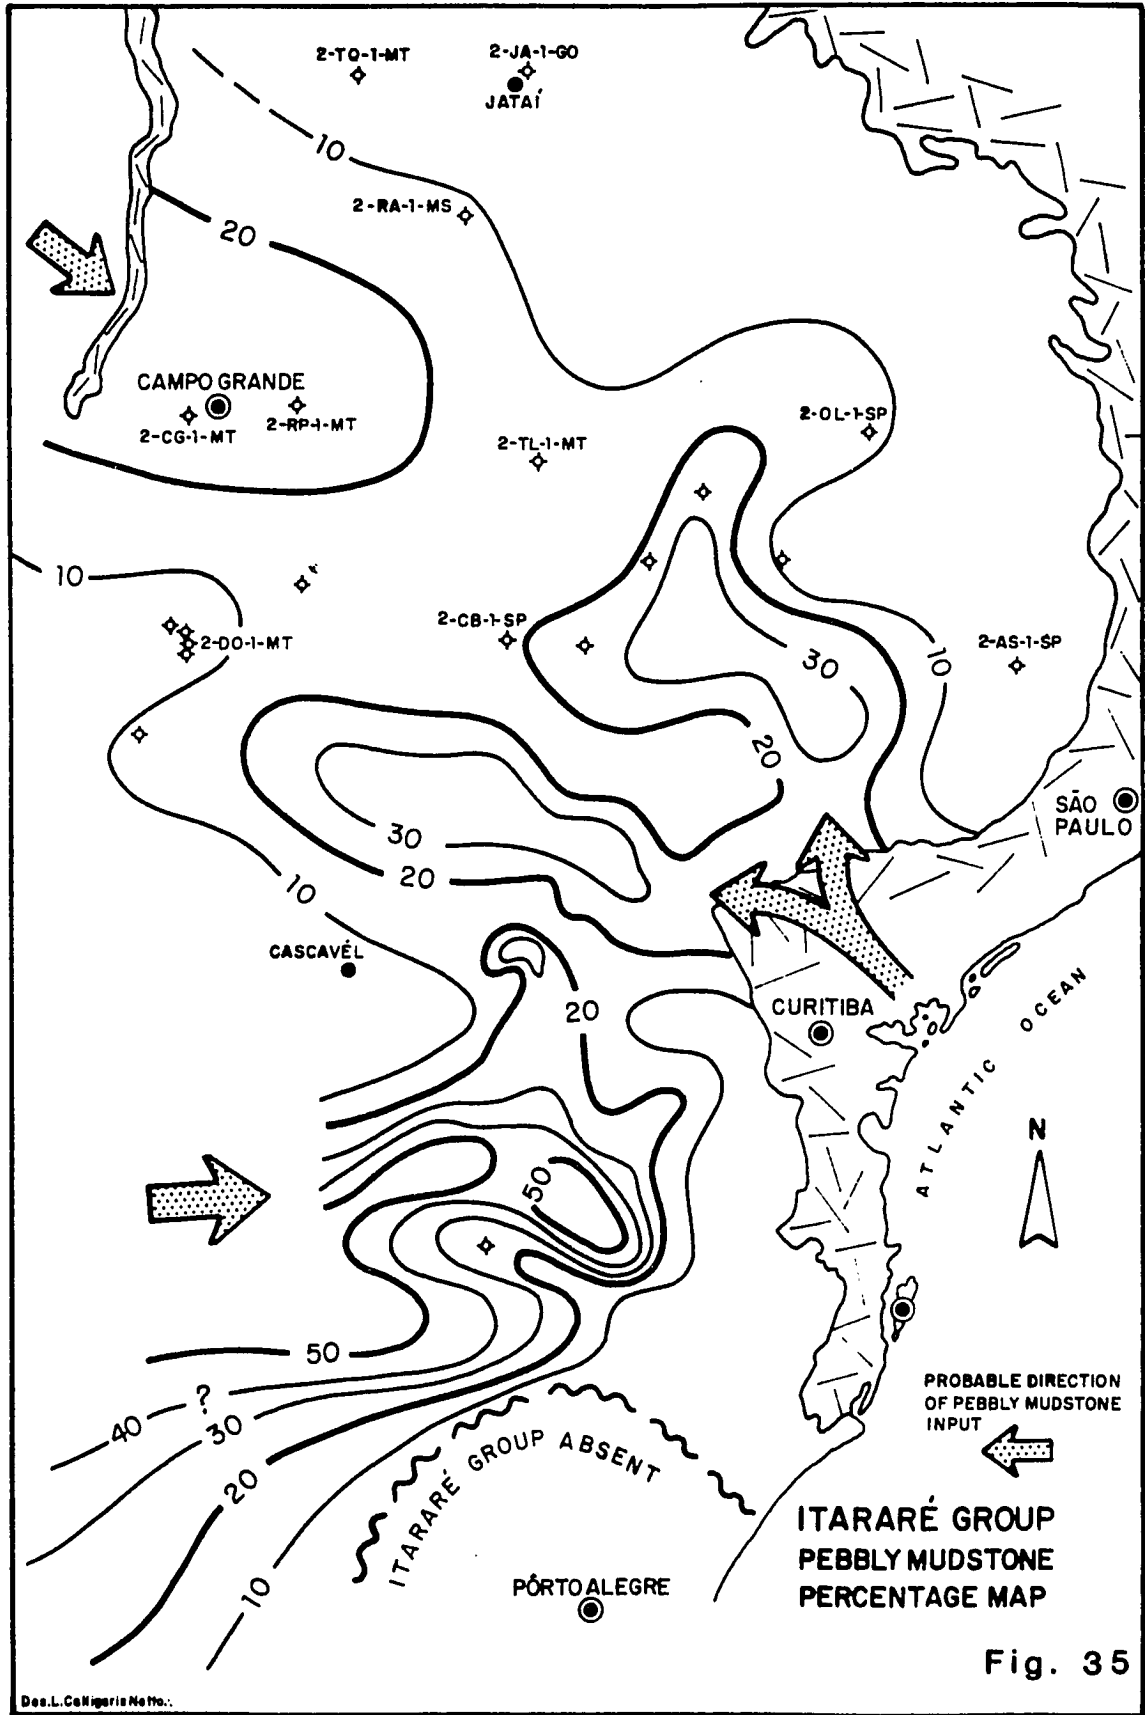 2-TQ-1-MT
2-JA-1-GO
JATAÍ
10
2-RA-1-MS
20
CAMPO GRANDE
2-CG-1-MT
2-RP-1-MT
2-OL-1-SP
2-TL-1-MT
10
2-CB-1-SP
2-DO-1-MT
10
2-AS-1-SP
30
20
SÃO
PAULO
30
20
10
CASCAVÉL
20
CURITIBA
ATLANTIC OCEAN
N
50
50
PROBABLE DIRECTION
OF PEBBLY MUDSTONE
INPUT
?
40
30
20
10
ITARARÉ GROUP ABSENT
PÔRTO ALEGRE
ITARARÉ GROUP
PEBBLY MUDSTONE
PERCENTAGE MAP
Fig. 35